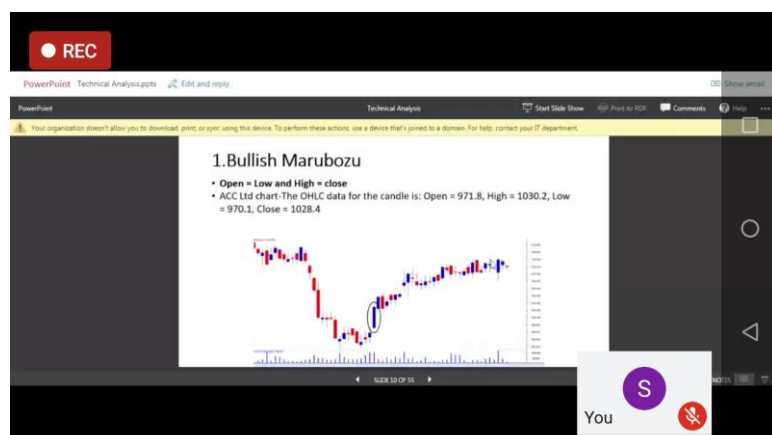 REC
PowerPoint Technical Analysis.pptx Edit and reply Show email
PowerPoint Technical Analysis Start Slide Show Print to PDF Comments Help ...
Your organization doesn't allow you to download, print, or sync using this device. To perform these actions, use a device that's joined to a domain. For help, contact your IT department.
1.Bullish Marubozu
• Open = Low and High = close
• ACC Ltd chart-The OHLC data for the candle is: Open = 971.8, High = 1030.2, Low
= 970.1, Close = 1028.4
SLIDE 10 OF 55 NOTES
S
You